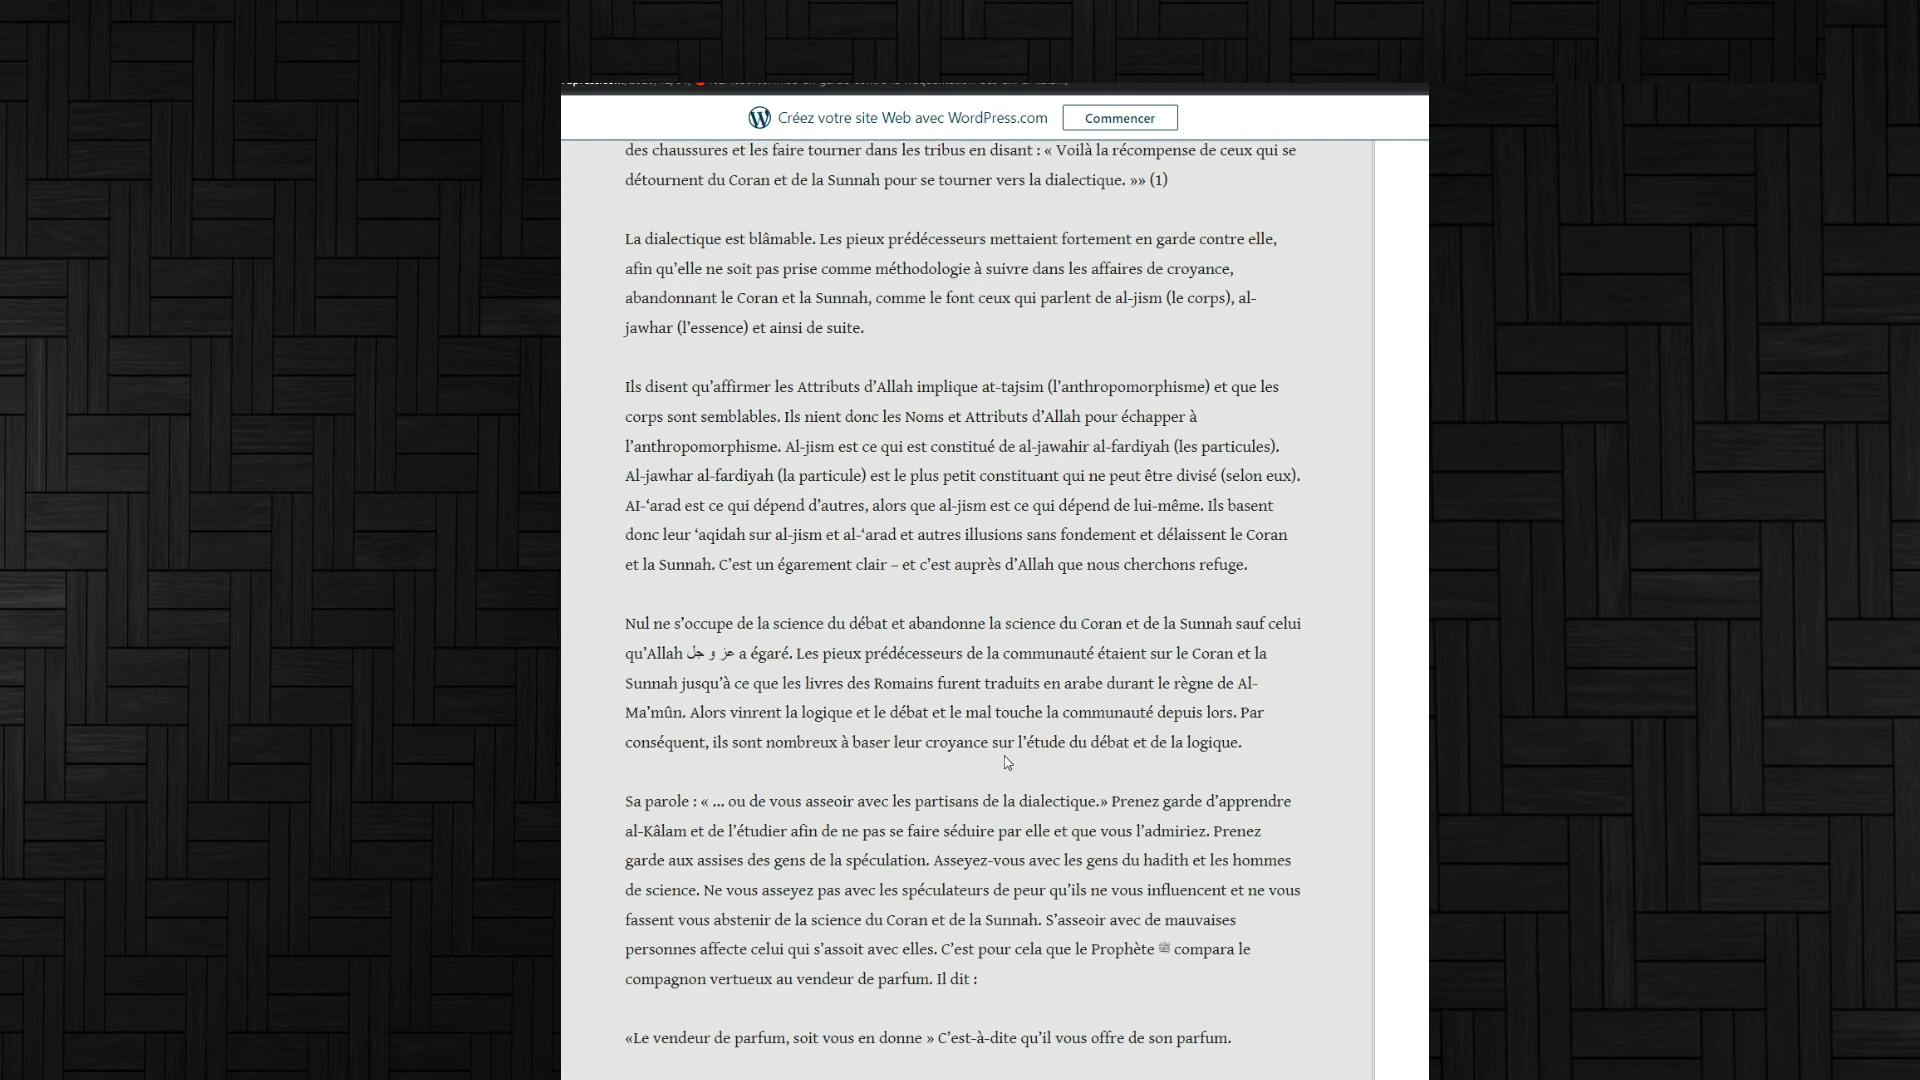 Créez votre site Web avec WordPress.com
Commencer
des chaussures et les faire tourner dans les tribus en disant : « Voilà la récompense de ceux qui se
détournent du Coran et de la Sunnah pour se tourner vers la dialectique. »» (1)
La dialectique est blâmable. Les pieux prédécesseurs mettaient fortement en garde contre elle,
afin qu’elle ne soit pas prise comme méthodologie à suivre dans les affaires de croyance,
abandonnant le Coran et la Sunnah, comme le font ceux qui parlent de al-jism (le corps), al-
jawhar (l’essence) et ainsi de suite.
Ils disent qu’affirmer les Attributs d’Allah implique at-tajsim (l’anthropomorphisme) et que les
corps sont semblables. Ils nient donc les Noms et Attributs d’Allah pour échapper à
l’anthropomorphisme. Al-jism est ce qui est constitué de al-jawahir al-fardiyah (les particules).
Al-jawhar al-fardiyah (la particule) est le plus petit constituant qui ne peut être divisé (selon eux).
AI-‘arad est ce qui dépend d’autres, alors que al-jism est ce qui dépend de lui-même. Ils basent
donc leur ‘aqidah sur al-jism et al-‘arad et autres illusions sans fondement et délaissent le Coran
et la Sunnah. C’est un égarement clair – et c’est auprès d’Allah que nous cherchons refuge.
Nul ne s’occupe de la science du débat et abandonne la science du Coran et de la Sunnah sauf celui
qu’Allah عز و جل a égaré. Les pieux prédécesseurs de la communauté étaient sur le Coran et la
Sunnah jusqu’à ce que les livres des Romains furent traduits en arabe durant le règne de Al-
Ma’mûn. Alors vinrent la logique et le débat et le mal touche la communauté depuis lors. Par
conséquent, ils sont nombreux à baser leur croyance sur l’étude du débat et de la logique.
Sa parole : « … ou de vous asseoir avec les partisans de la dialectique.» Prenez garde d’apprendre
al-Kâlam et de l’étudier afin de ne pas se faire séduire par elle et que vous l’admiriez. Prenez
garde aux assises des gens de la spéculation. Asseyez-vous avec les gens du hadith et les hommes
de science. Ne vous asseyez pas avec les spéculateurs de peur qu’ils ne vous influencent et ne vous
fassent vous abstenir de la science du Coran et de la Sunnah. S’asseoir avec de mauvaises
personnes affecte celui qui s’assoit avec elles. C’est pour cela que le Prophète ﷺ compara le
compagnon vertueux au vendeur de parfum. Il dit :
«Le vendeur de parfum, soit vous en donne » C’est-à-dite qu’il vous offre de son parfum.